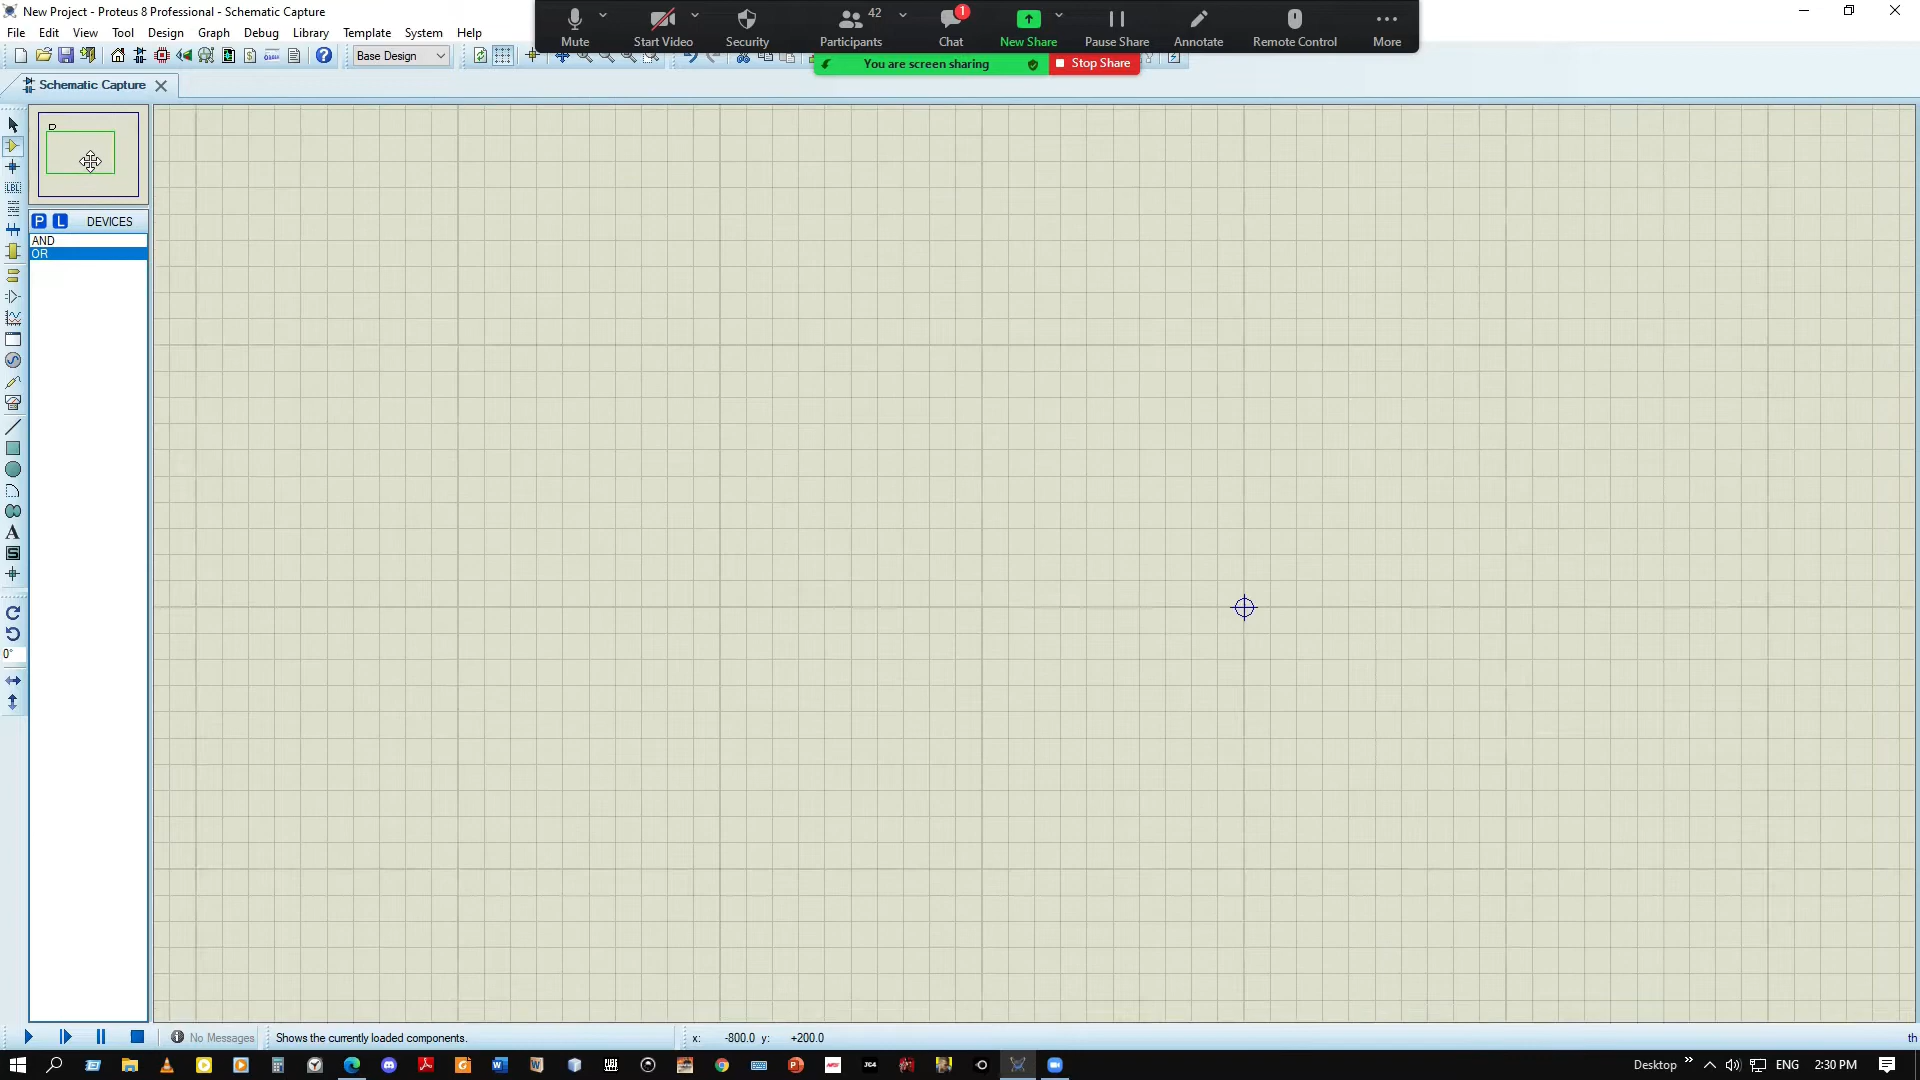 New Project - Proteus 8 Professional - Schematic Capture
File Edit View Tool Design Graph Debug Library Template System Help
Mute Start Video Security Participants 42 Chat 1 New Share Pause Share Annotate Remote Control More
Base Design
You are screen sharing Stop Share
Schematic Capture
LBL
P L DEVICES
AND
OR
A
S
0°
No Messages Shows the currently loaded components. x: -800.0 y: +200.0 th
Desktop ENG 2:30 PM